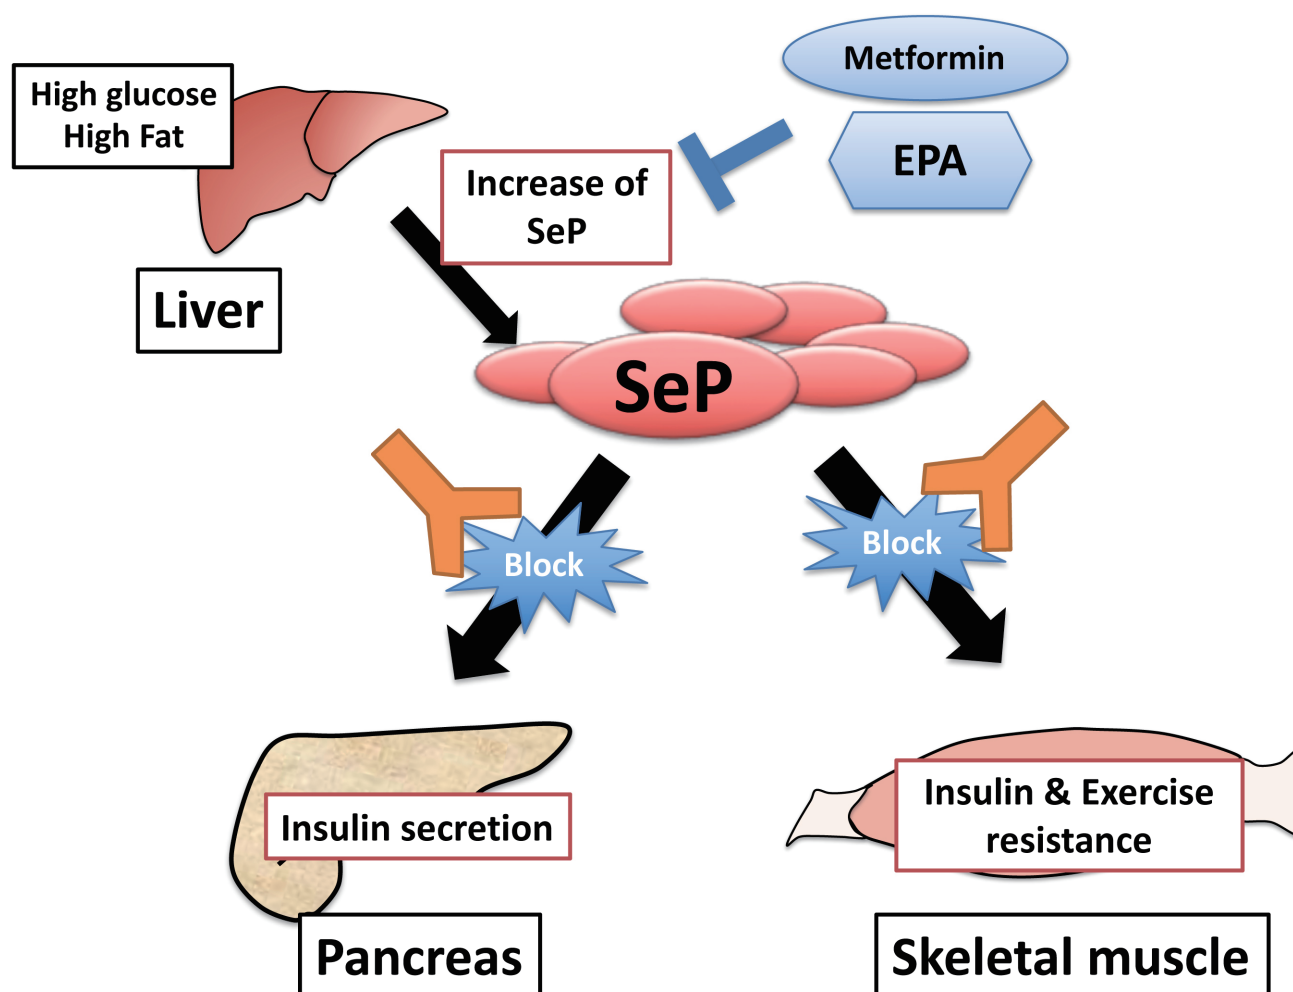 Metformin
High glucose
High Fat
EPA
Increase of
SeP
Liver
SeP
Block
Block
Insulin secretion
Insulin & Exercise
resistance
Pancreas
Skeletal muscle